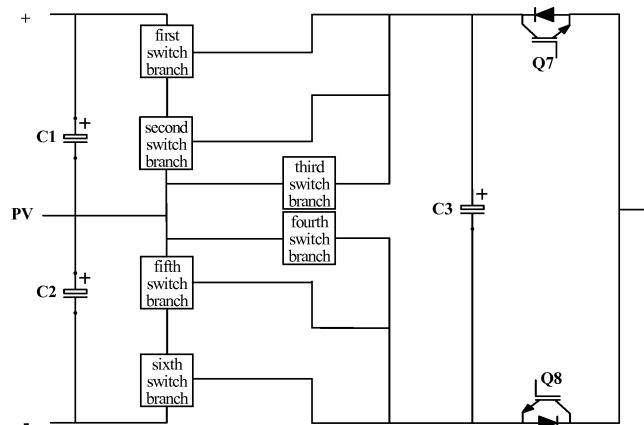 +
first
switch
branch
Q7
C1
+
second
switch
branch
third
switch
branch
PV
C3
+
fourth
switch
branch
C2
+
fifth
switch
branch
sixth
switch
branch
Q8
-